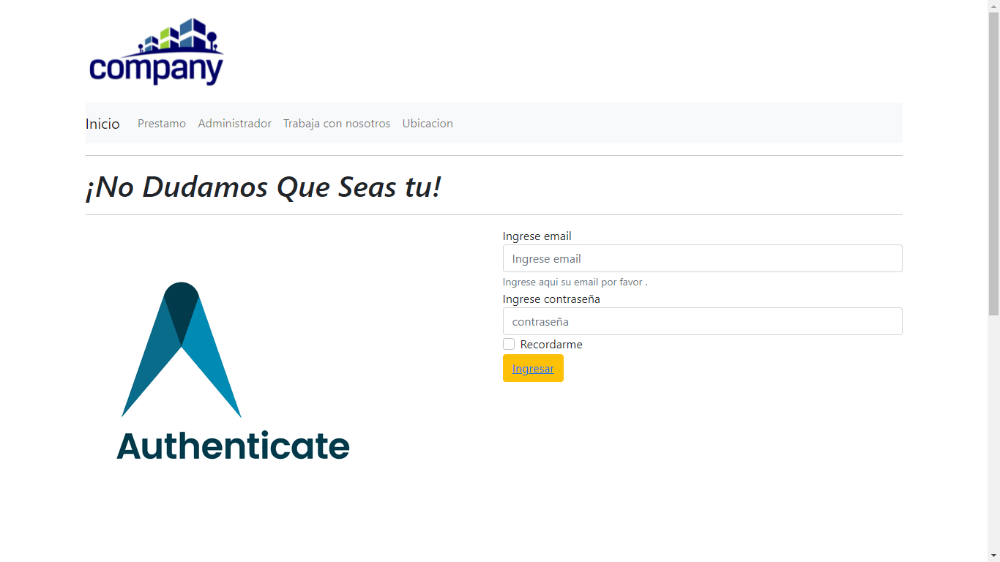 company
Inicio Prestamo Administrador Trabaja con nosotros Ubicacion
¡No Dudamos Que Seas tu!
Ingrese email
Ingrese email
Ingrese aqui su email por favor .
Ingrese contraseña
contraseña
Recordarme
Ingresar
Authenticate